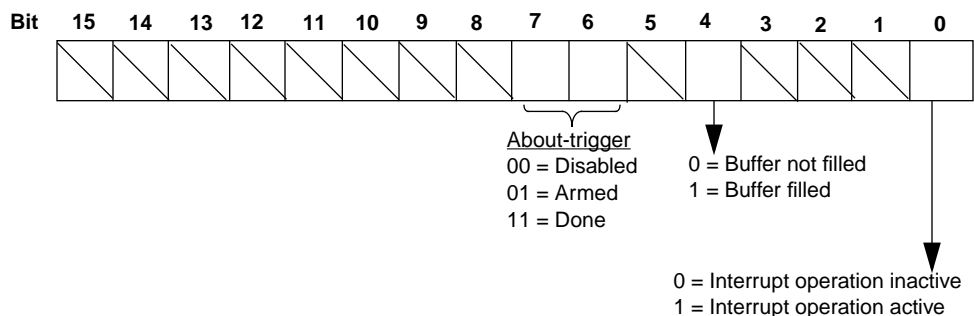 Bit 15 14 13 12 11 10 9 8 7 6 5 4 3 2 1 0
About-trigger
00 = Disabled
01 = Armed
11 = Done
0 = Buffer not filled
1 = Buffer filled
0 = Interrupt operation inactive
1 = Interrupt operation active